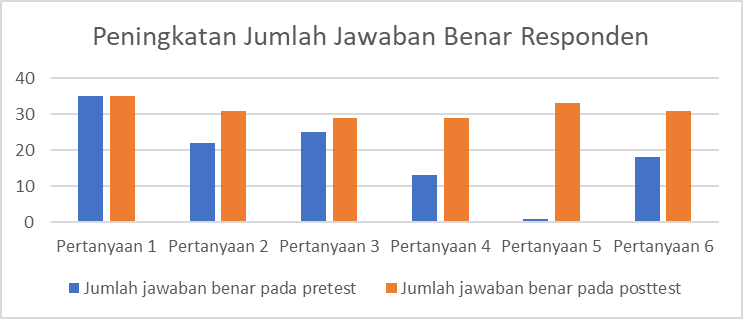 Peningkatan Jumlah Jawaban Benar Responden
40
30
20
10
0
Pertanyaan 1 Pertanyaan 2 Pertanyaan 3 Pertanyaan 4 Pertanyaan 5 Pertanyaan 6
Jumlah jawaban benar pada pretest Jumlah jawaban benar pada posttest